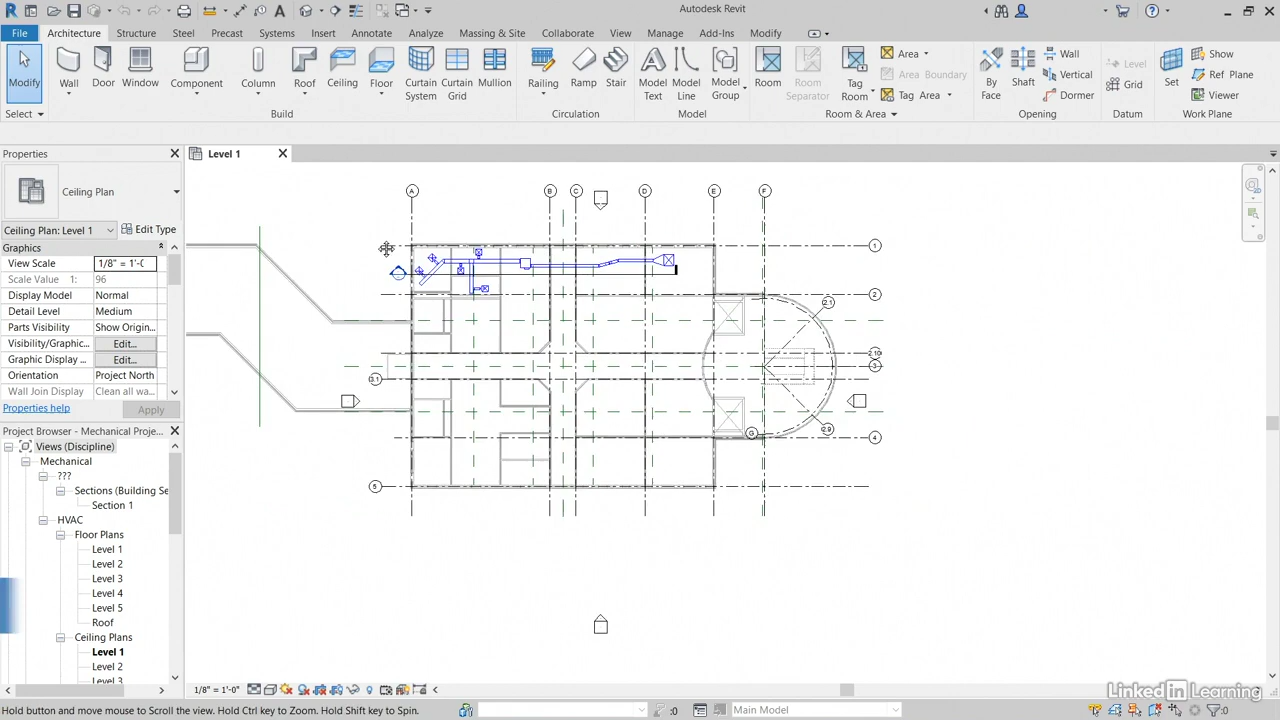 Autodesk Revit
File Architecture Structure Steel Precast Systems Insert Annotate Analyze Massing & Site Collaborate View Manage Add-Ins Modify
Modify Wall Door Window Component Column Roof Ceiling Floor Curtain System Curtain Grid Mullion Railing Ramp Stair Model Text Model Line Model Group Room Room Separator Tag Room By Face Shaft Set
Area Wall Level Show
Area Boundary Vertical Grid Ref Plane
Tag Area Dormer Viewer
Select Build Circulation Model Room & Area Opening Datum Work Plane
Properties
Level 1
Ceiling Plan
Ceiling Plan: Level 1 Edit Type
Graphics
View Scale 1/8" = 1'-0
Scale Value 1: 96
Display Model Normal
Detail Level Medium
Parts Visibility Show Origin...
Visibility/Graphic... Edit...
Graphic Display ... Edit...
Orientation Project North
Wall Join Display Clean all wa...
Properties help Apply
Project Browser - Mechanical Proje...
Views (Discipline)
Mechanical
???
Sections (Building Se
Section 1
HVAC
Floor Plans
Level 1
Level 2
Level 3
Level 4
Level 5
Roof
Ceiling Plans
Level 1
Level 2
Level 3
A B C D E F
1
2
2.1
2.10
3
3.1
2.9
G
4
5
1/8" = 1'-0"
Linked in Learning
Hold button and move mouse to Scroll the view. Hold Ctrl key to Zoom. Hold Shift key to Spin. :0 Main Model :0